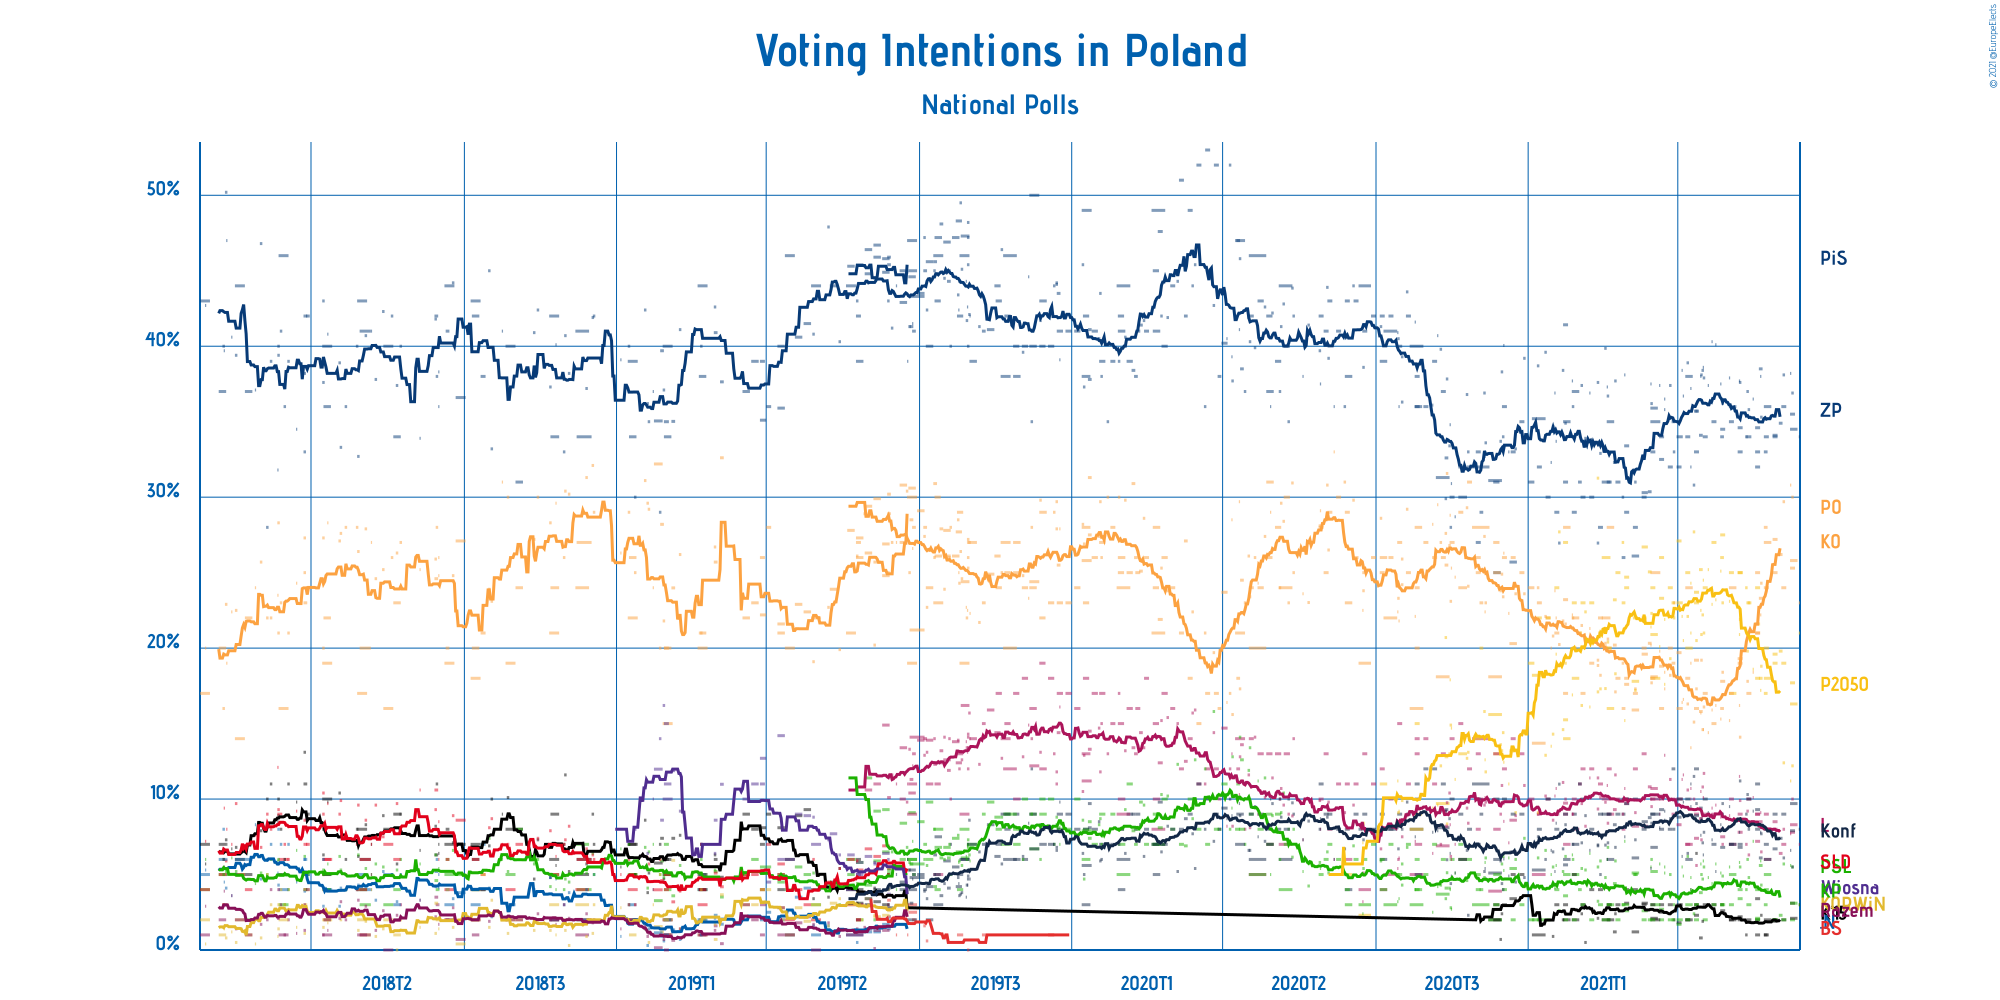 © 2021 @EuropeElects
Voting Intentions in Poland
National Polls
50%
40%
30%
20%
10%
0%
PiS
ZP
PO
KO
P2050
L
Konf
SLD
PSL
Wiosna
KORWiN
Razem
BS
2018T2
2018T3
2019T1
2019T2
2019T3
2020T1
2020T2
2020T3
2021T1